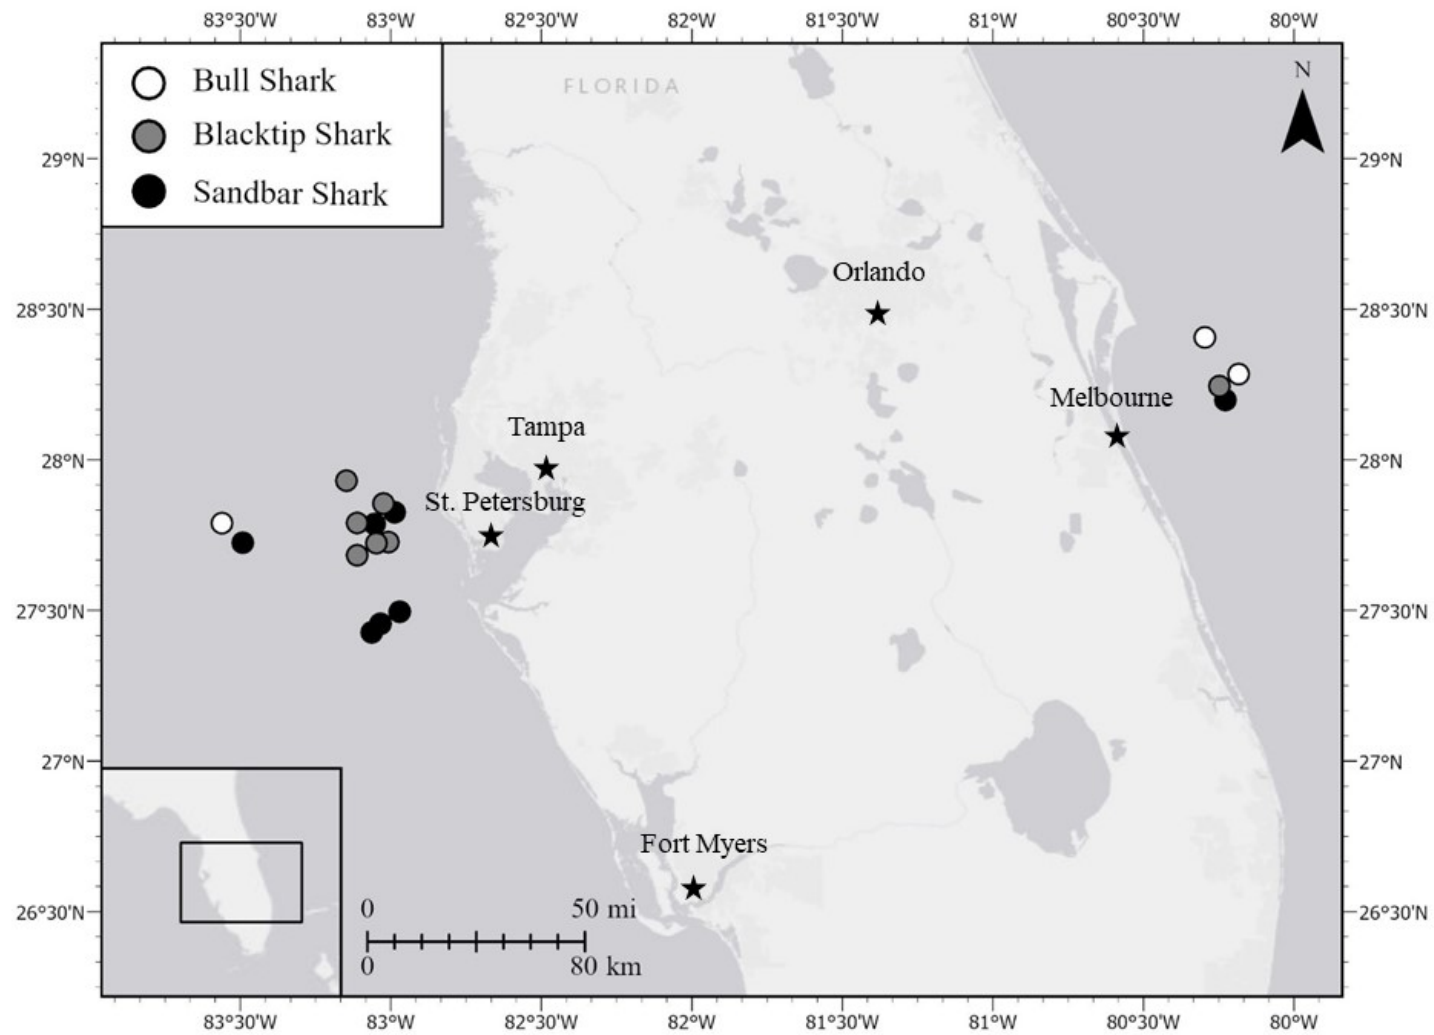 83°30'W 83°W 82°30'W 82°W 81°30'W 81°W 80°30'W 80°W
Bull Shark
Blacktip Shark
Sandbar Shark
FLORIDA
N
29°N 29°N
Orlando
28°30'N 28°30'N
Melbourne
Tampa
28°N 28°N
St. Petersburg
27°30'N 27°30'N
27°N 27°N
Fort Myers
26°30'N 26°30'N
0 50 mi
0 80 km
83°30'W 83°W 82°30'W 82°W 81°30'W 81°W 80°30'W 80°W